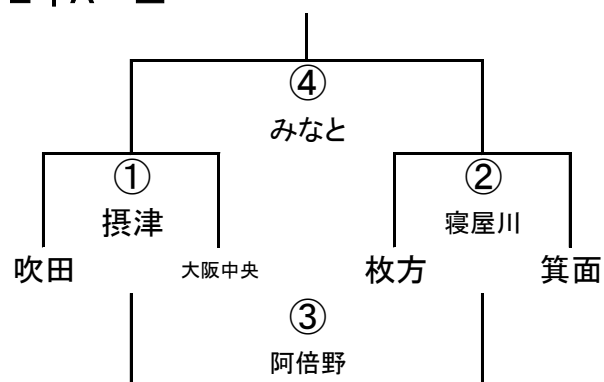 ④
みなと
① ②
摂津 寝屋川
吹田 大阪中央 枚方 箕面
③
阿倍野